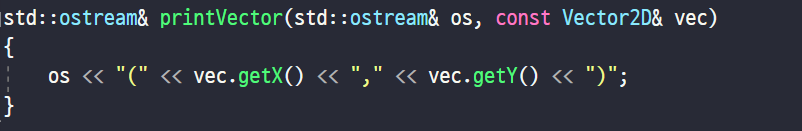 std::ostream& printVector(std::ostream& os, const Vector2D& vec)
{
    os << "(" << vec.getX() << "," << vec.getY() << ")";
}